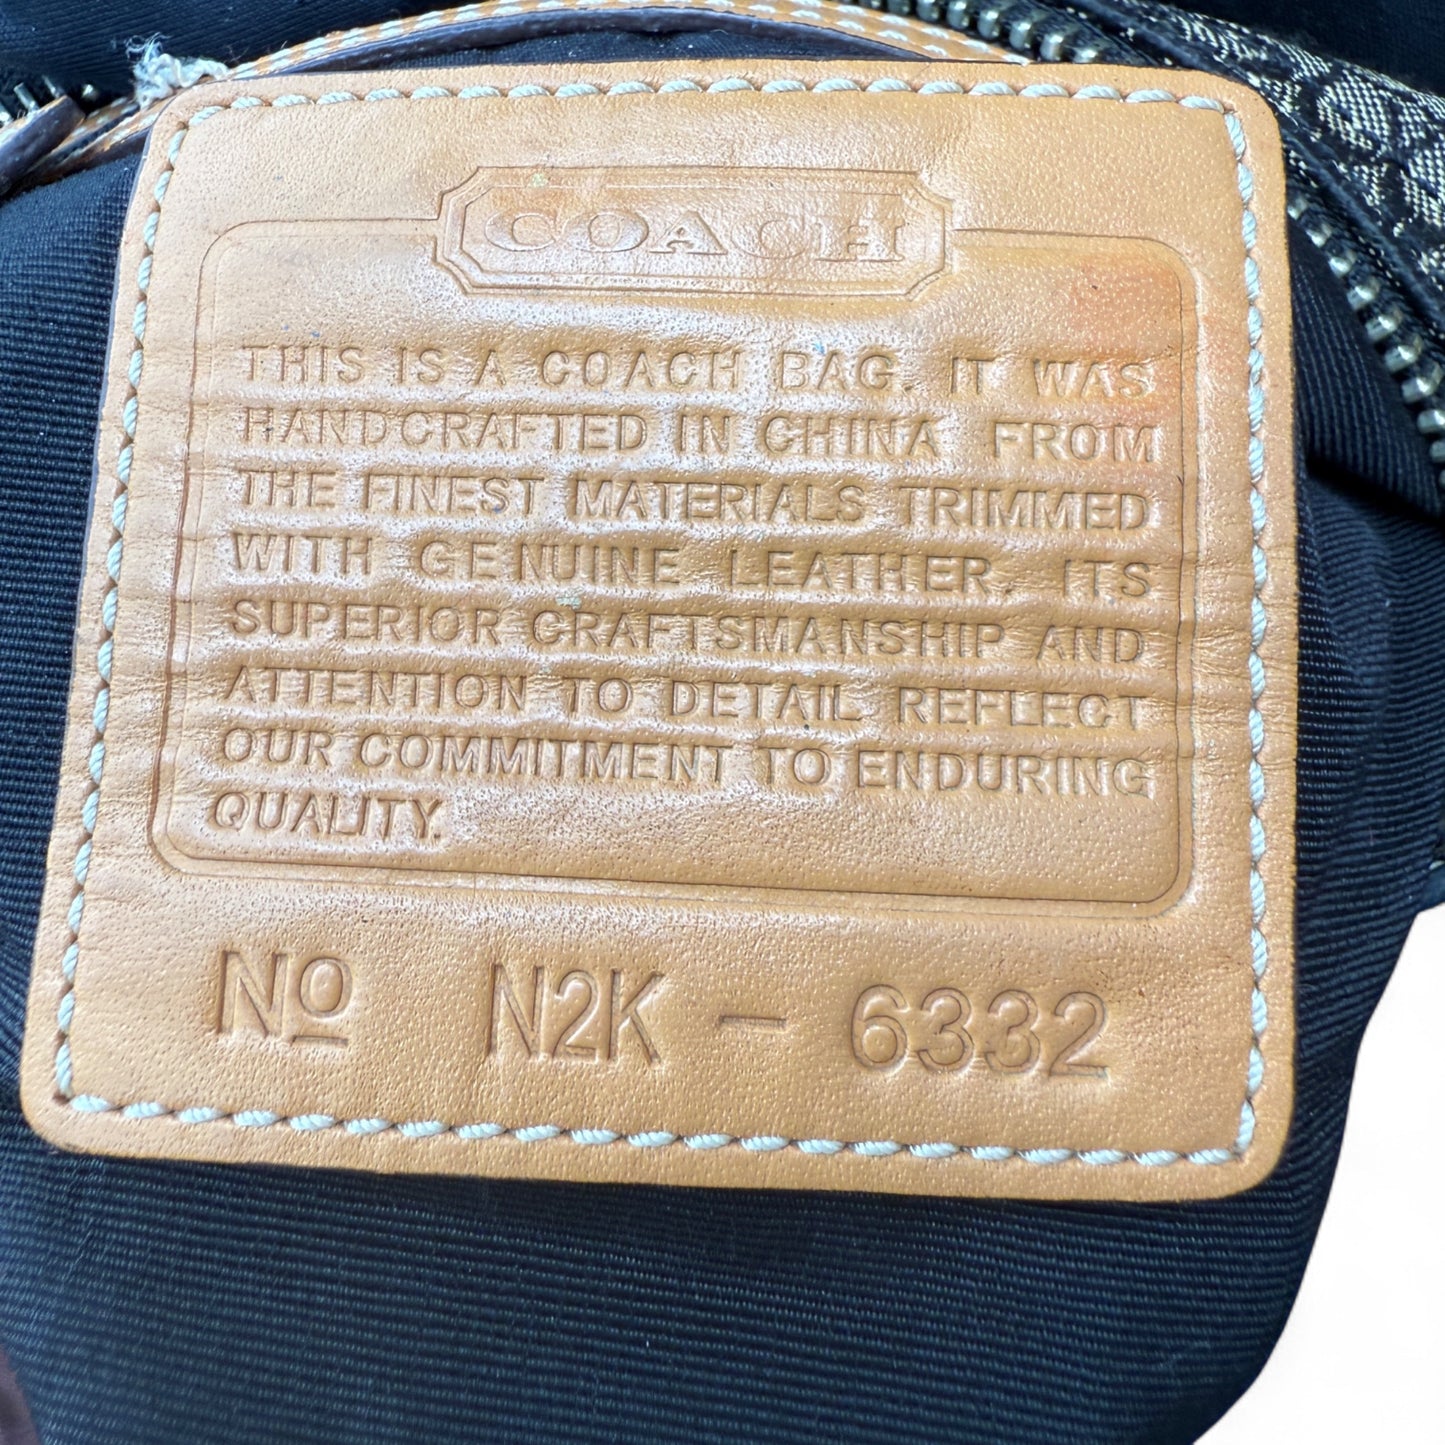 COACH
THIS IS A COACH BAG. IT WAS
HANDCRAFTED IN CHINA FROM
THE FINEST MATERIALS TRIMMED
WITH GENUINE LEATHER. ITS
SUPERIOR CRAFTSMANSHIP AND
ATTENTION TO DETAIL REFLECT
OUR COMMITMENT TO ENDURING
QUALITY.
Nº N2K - 6332